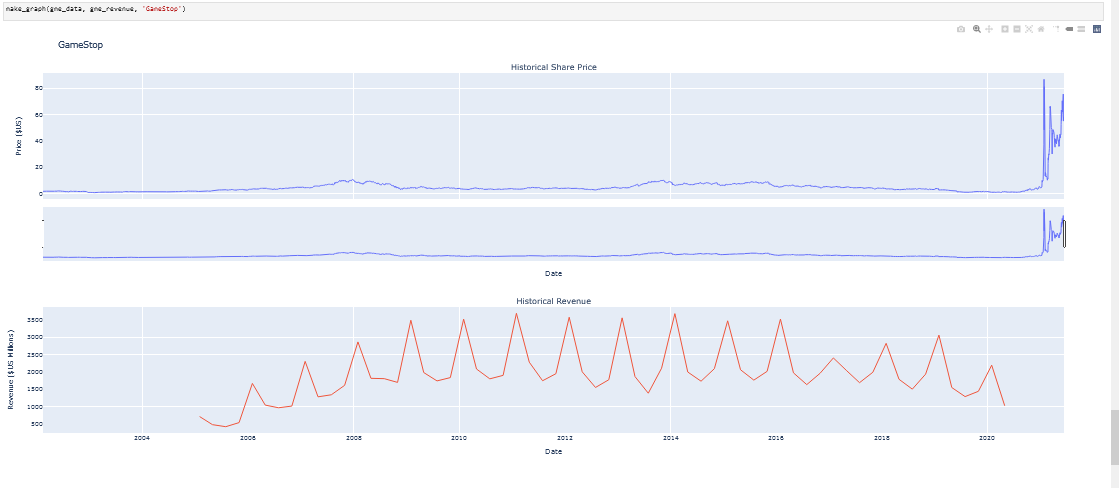 make_graph(gme_data, gme_revenue, 'GameStop')
GameStop
Historical Share Price
80
60
40
20
0
Price ($US)
Date
Historical Revenue
3500
3000
2500
2000
1500
1000
500
Revenue ($US Millions)
2004 2006 2008 2010 2012 2014 2016 2018 2020
Date